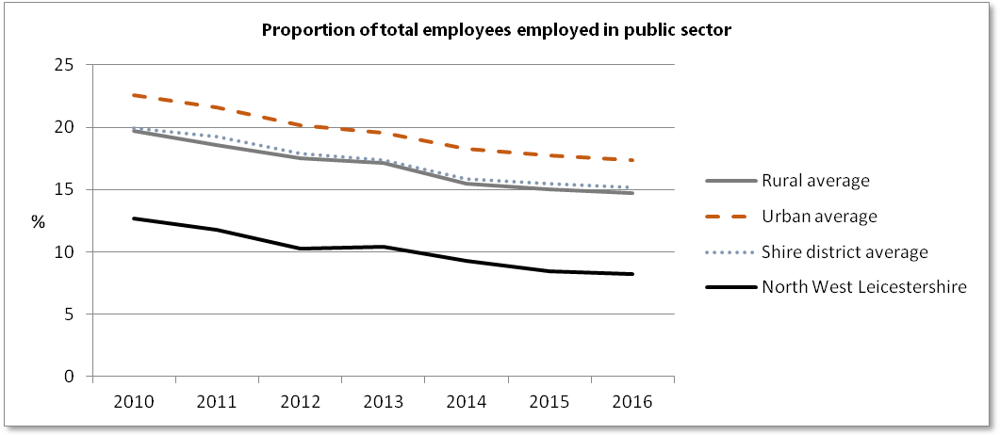 Proportion of total employees employed in public sector
25
20
15
10
5
0
%
2010 2011 2012 2013 2014 2015 2016
Rural average
Urban average
Shire district average
North West Leicestershire